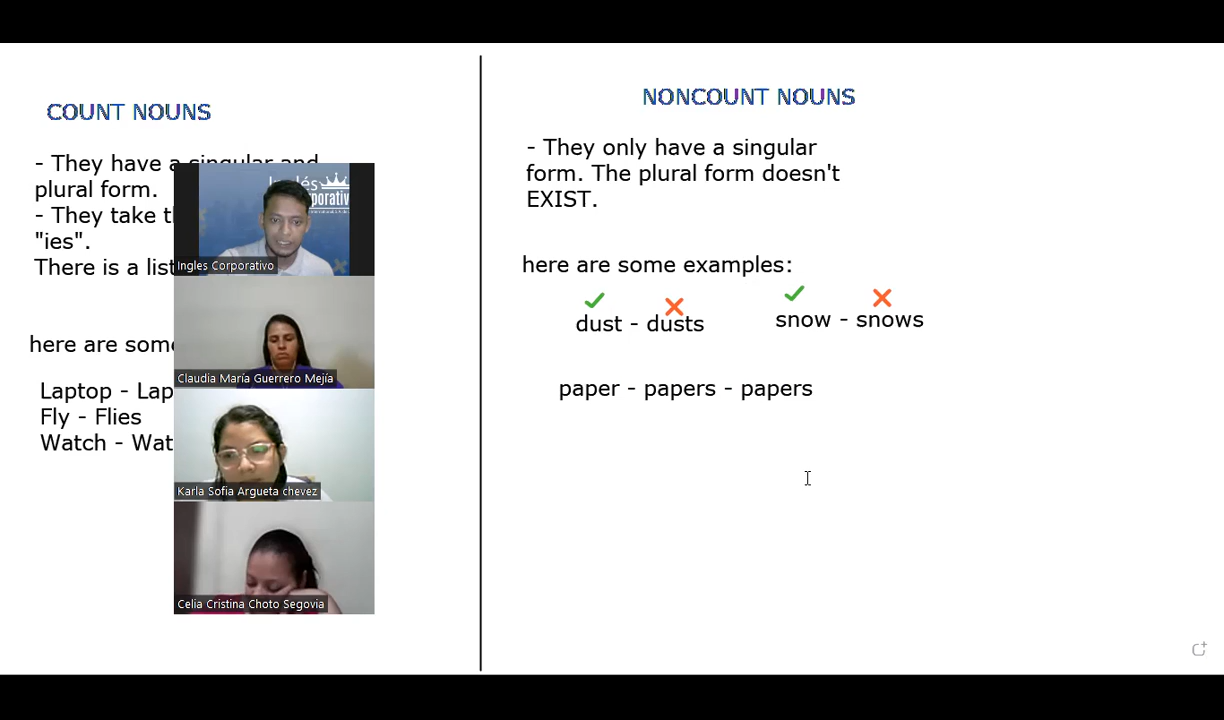 COUNT NOUNS
- They have a singular and
plural form.
- They take t
"ies".
There is a list
here are some
Laptop - Lap
Fly - Flies
Watch - Wat
Inglés
Ingles Corporativo
Claudia María Guerrero Mejía
Karla Sofia Argueta chevez
Celia Cristina Choto Segovia
NONCOUNT NOUNS
- They only have a singular
form. The plural form doesn't
EXIST.
here are some examples:
dust - dusts
snow - snows
paper - papers - papers